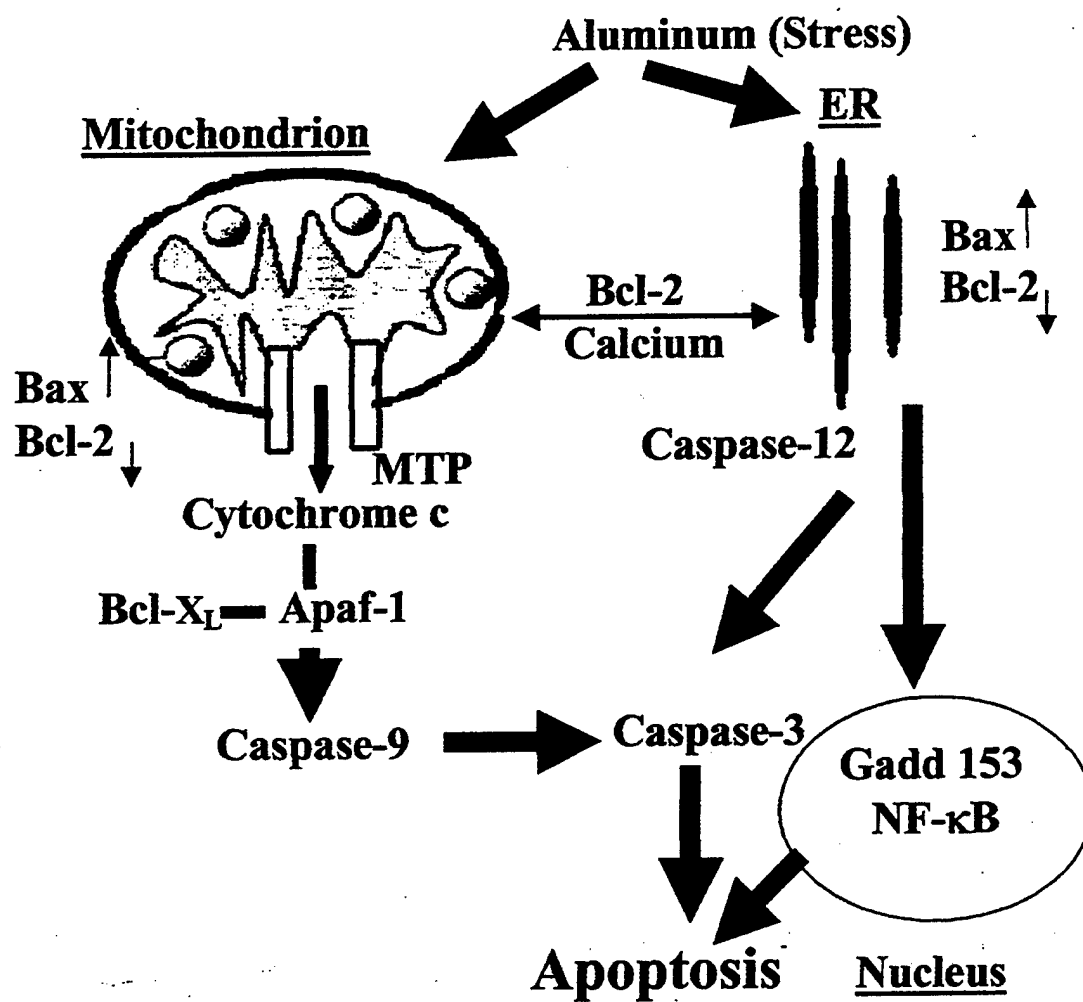 Aluminum (Stress)
ER
Mitochondrion
Bax
Bcl-2
Bcl-2
Calcium
Bax
Bcl-2
Caspase-12
MTP
Cytochrome c
Bcl-XL
Apaf-1
Caspase-9
Caspase-3
Gadd 153
NF-κB
Apoptosis
Nucleus